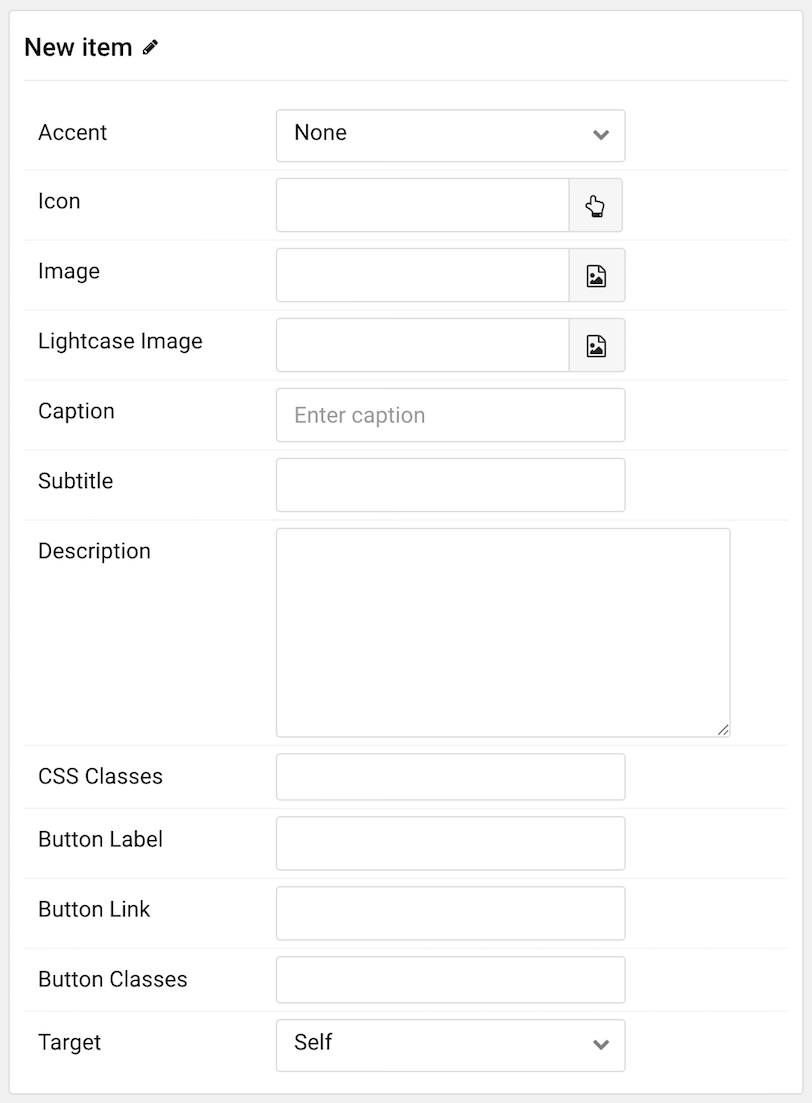 New item
Accent
None
Icon
Image
Lightcase Image
Caption
Enter caption
Subtitle
Description
CSS Classes
Button Label
Button Link
Button Classes
Target
Self